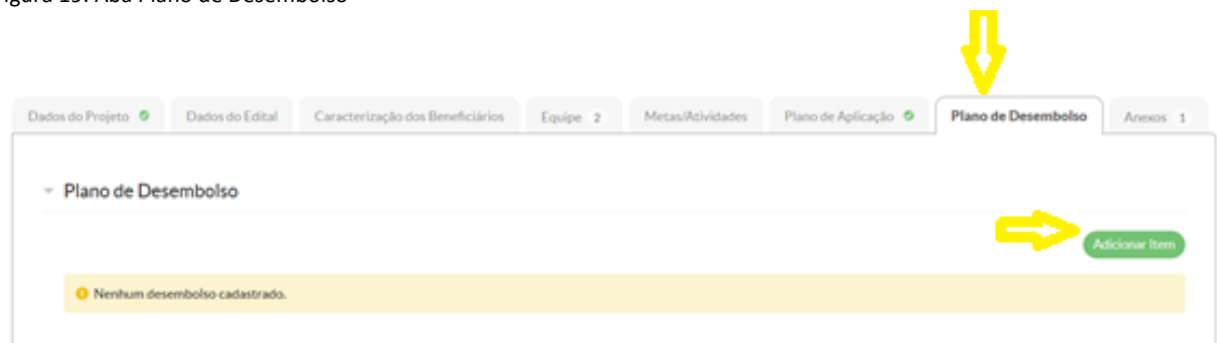 Dados do Projeto Dados do Edital Caracterização dos Beneficiários Equipe 2 Metas/Atividades Plano de Aplicação Plano de Desembolso Anexos 1
Plano de Desembolso
Adicionar Item
Nenhum desembolso cadastrado.